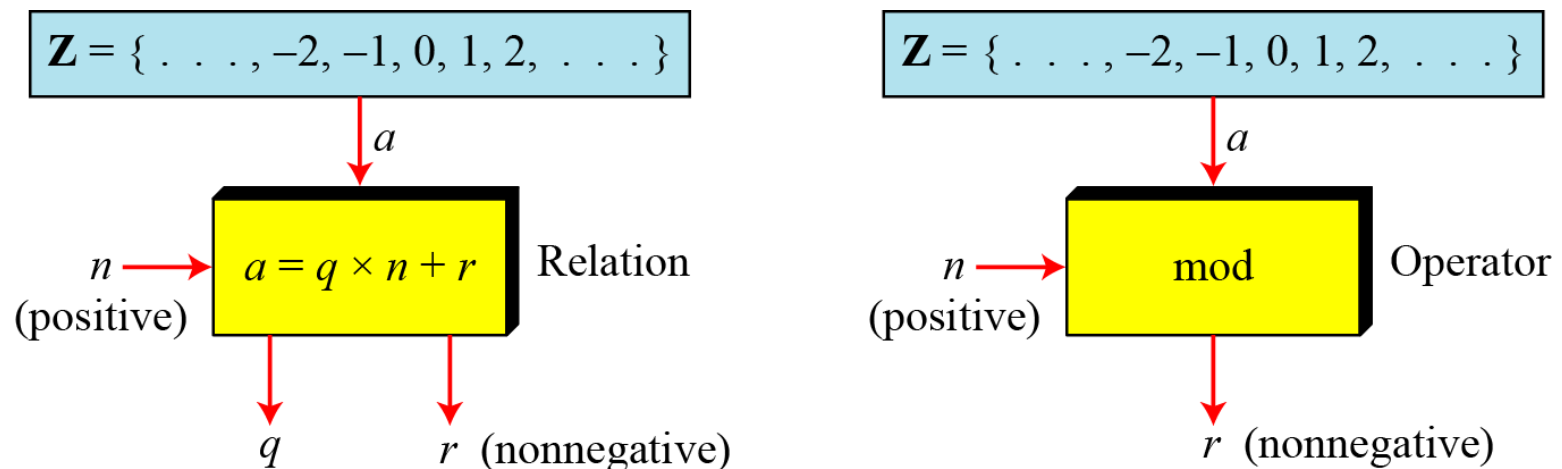 Z = { . . . , –2, –1, 0, 1, 2, . . . }
a
n
(positive)
a = q × n + r
Relation
q
r (nonnegative)
Z = { . . . , –2, –1, 0, 1, 2, . . . }
a
n
(positive)
mod
Operator
r (nonnegative)